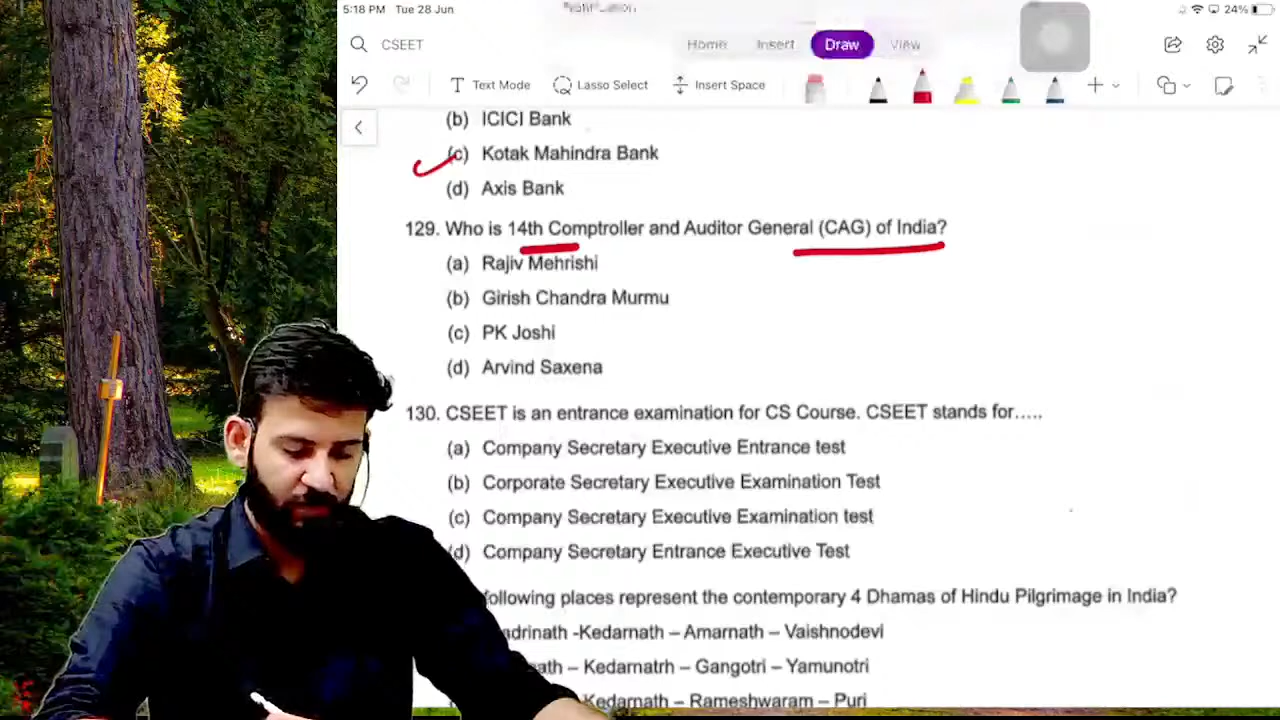 5:18 PM Tue 28 Jun
24%
CSEET
Home Insert Draw View
Text Mode Lasso Select Insert Space
(b) ICICI Bank
(c) Kotak Mahindra Bank
(d) Axis Bank
129. Who is 14th Comptroller and Auditor General (CAG) of India?
(a) Rajiv Mehrishi
(b) Girish Chandra Murmu
(c) PK Joshi
(d) Arvind Saxena
130. CSEET is an entrance examination for CS Course. CSEET stands for.....
(a) Company Secretary Executive Entrance test
(b) Corporate Secretary Executive Examination Test
(c) Company Secretary Executive Examination test
(d) Company Secretary Entrance Executive Test
following places represent the contemporary 4 Dhamas of Hindu Pilgrimage in India?
adrinath -Kedarnath – Amarnath – Vaishnodevi
ath – Kedarnatrh – Gangotri – Yamunotri
Kedarnath – Rameshwaram – Puri